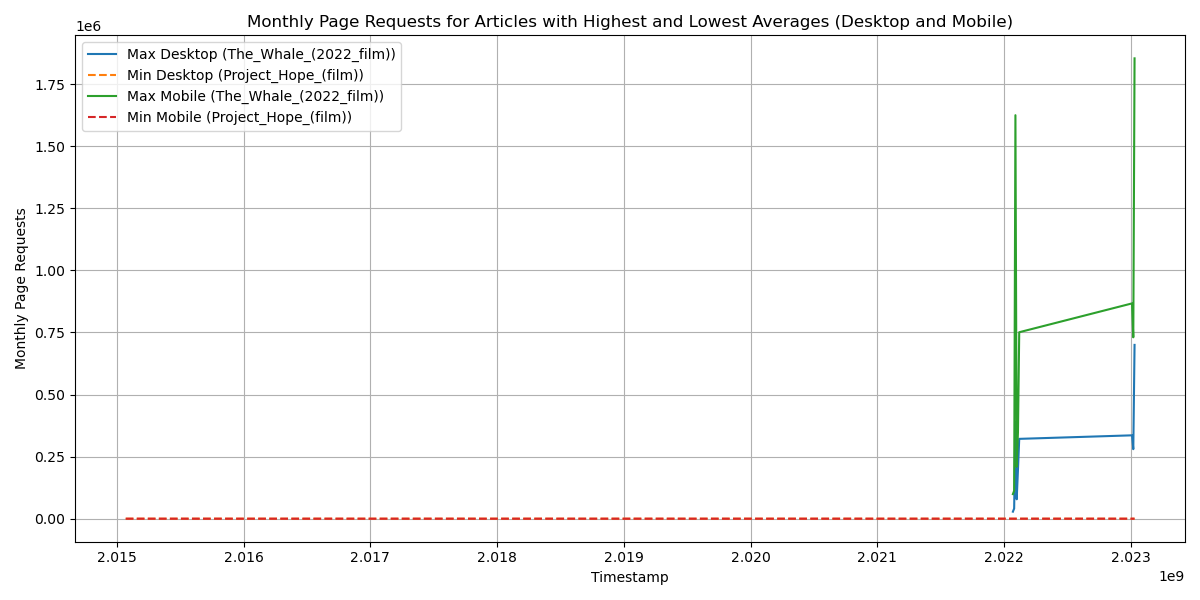 Monthly Page Requests for Articles with Highest and Lowest Averages (Desktop and Mobile)
1e6
Max Desktop (The_Whale_(2022_film))
Min Desktop (Project_Hope_(film))
Max Mobile (The_Whale_(2022_film))
Min Mobile (Project_Hope_(film))
Monthly Page Requests
1.75
1.50
1.25
1.00
0.75
0.50
0.25
0.00
2.015 2.016 2.017 2.018 2.019 2.020 2.021 2.022 2.023
Timestamp
1e9